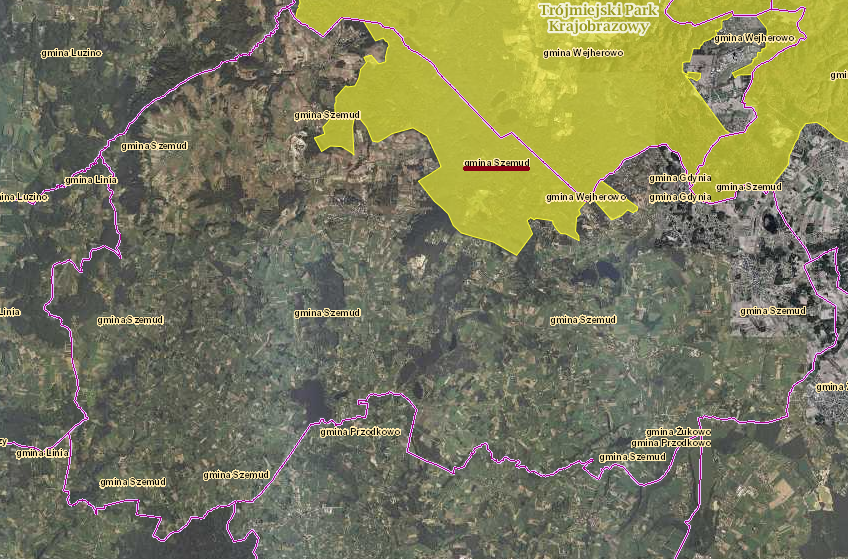 Trójmiejski Park
Krajobrazowy
gmina Wejherowo
gmina Luzino
gmina Wejherowo
gmina Szemud
gmina Szemud
gmina Szemud
gmina Linia
gmina Gdynia
gmina Szemud
gmina Wejherowo
gmina Gdynia
ina Luzino
Linia
gmina Szemud
gmina Szemud
gmina Szemud
gmina Szemud
gmina Przodkowo
gmina Żukowo
gmina Przodkowo
gmina Linia
gmina Szemud
gmina Szemud
gmina Szemud